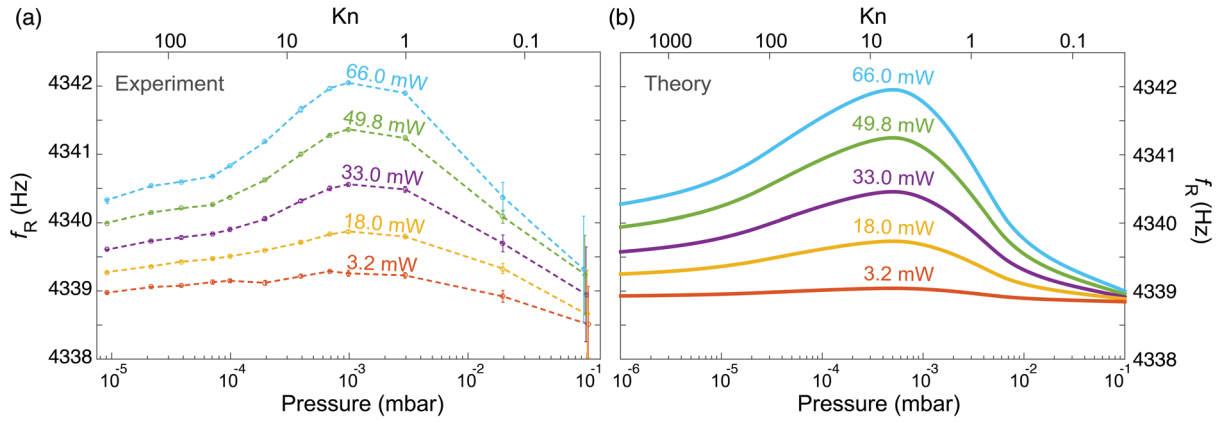 (a)
Kn
100 10 1 0.1
Experiment
66.0 mW
49.8 mW
33.0 mW
18.0 mW
3.2 mW
4342
4341
4340
4339
4338
fR (Hz)
10-5 10-4 10-3 10-2 10-1
Pressure (mbar)
(b)
Kn
1000 100 10 1 0.1
Theory
66.0 mW
49.8 mW
33.0 mW
18.0 mW
3.2 mW
4342
4341
4340
4339
4338
fR (Hz)
10-6 10-5 10-4 10-3 10-2 10-1
Pressure (mbar)